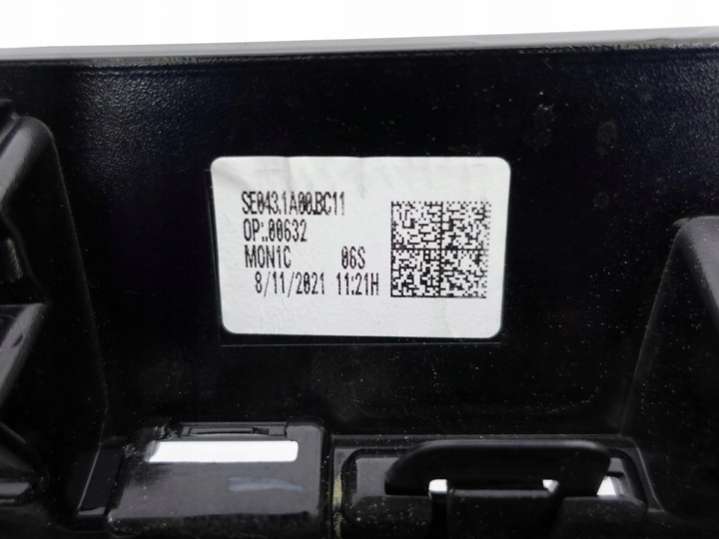 SE043.1A00.BC11
OP:.00632
MON1C 06S
8/11/2021 11:21H